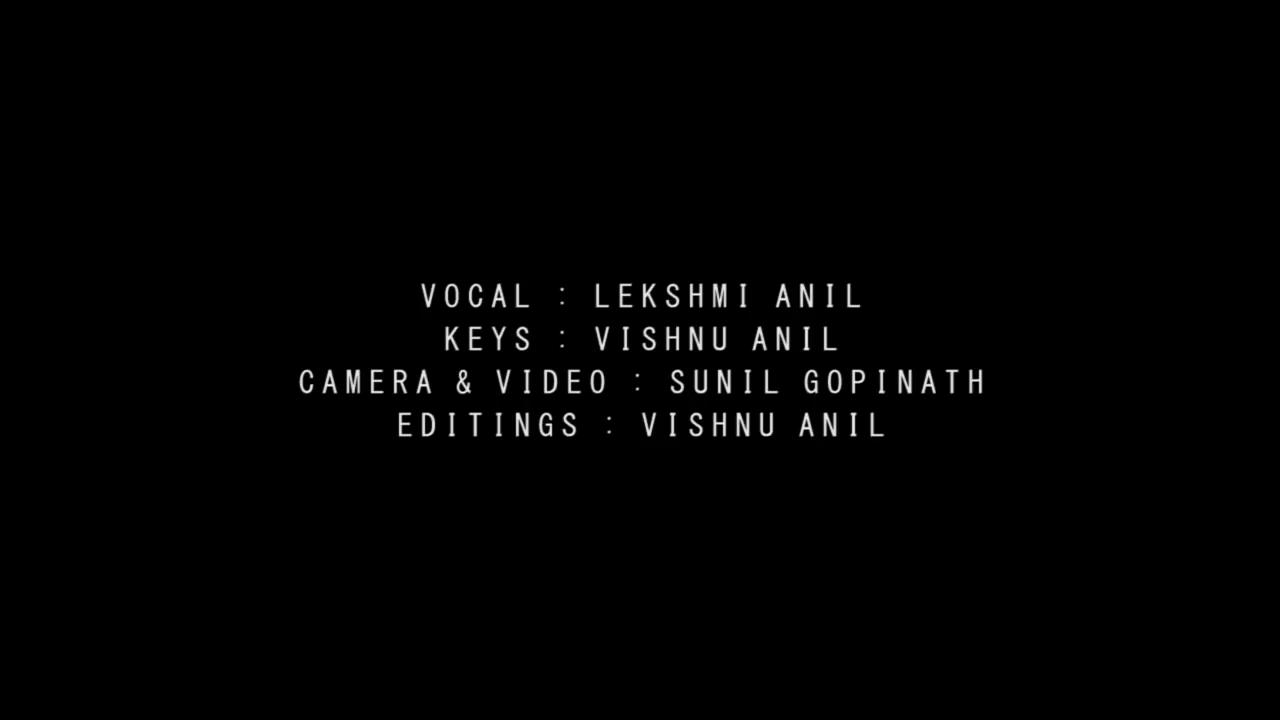 VOCAL : LEKSHMI ANIL
KEYS : VISHNU ANIL
CAMERA & VIDEO : SUNIL GOPINATH
EDITINGS : VISHNU ANIL